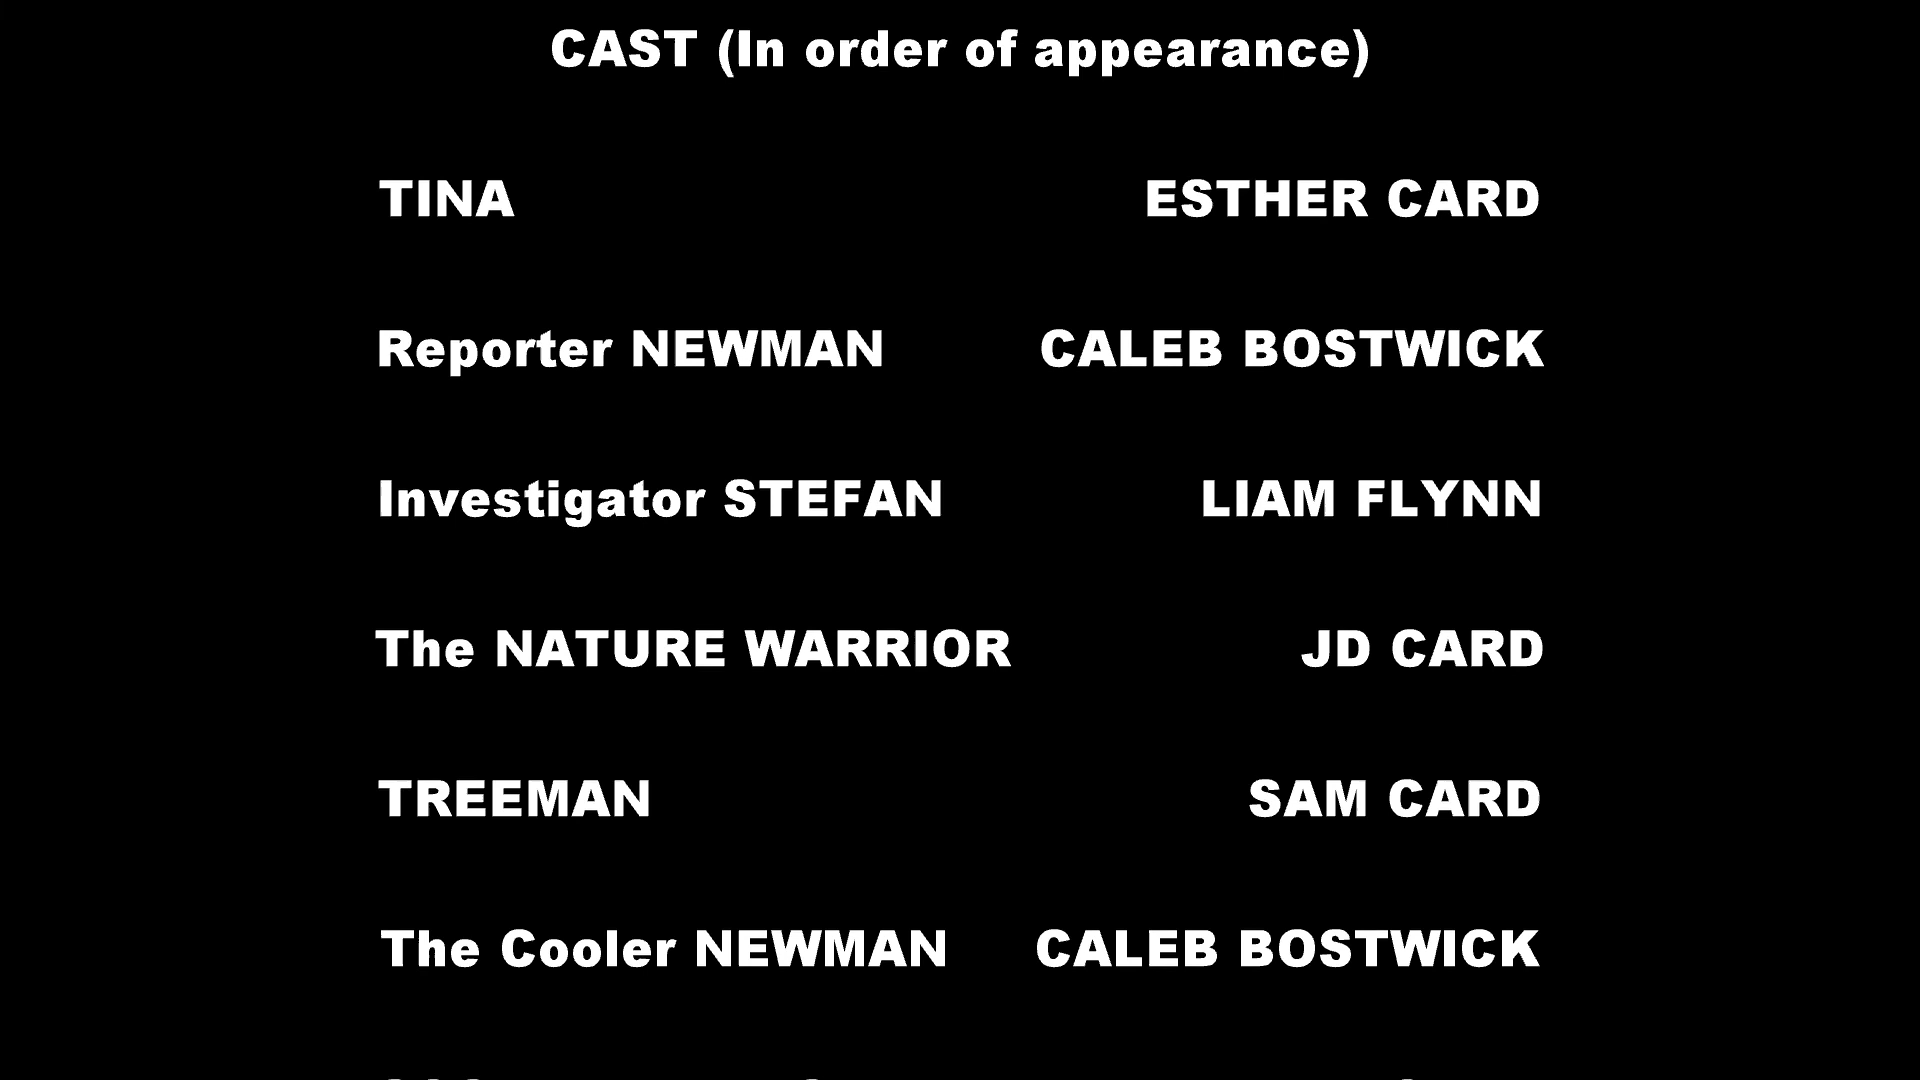 CAST (In order of appearance)
TINA ESTHER CARD
Reporter NEWMAN CALEB BOSTWICK
Investigator STEFAN LIAM FLYNN
The NATURE WARRIOR JD CARD
TREEMAN SAM CARD
The Cooler NEWMAN CALEB BOSTWICK